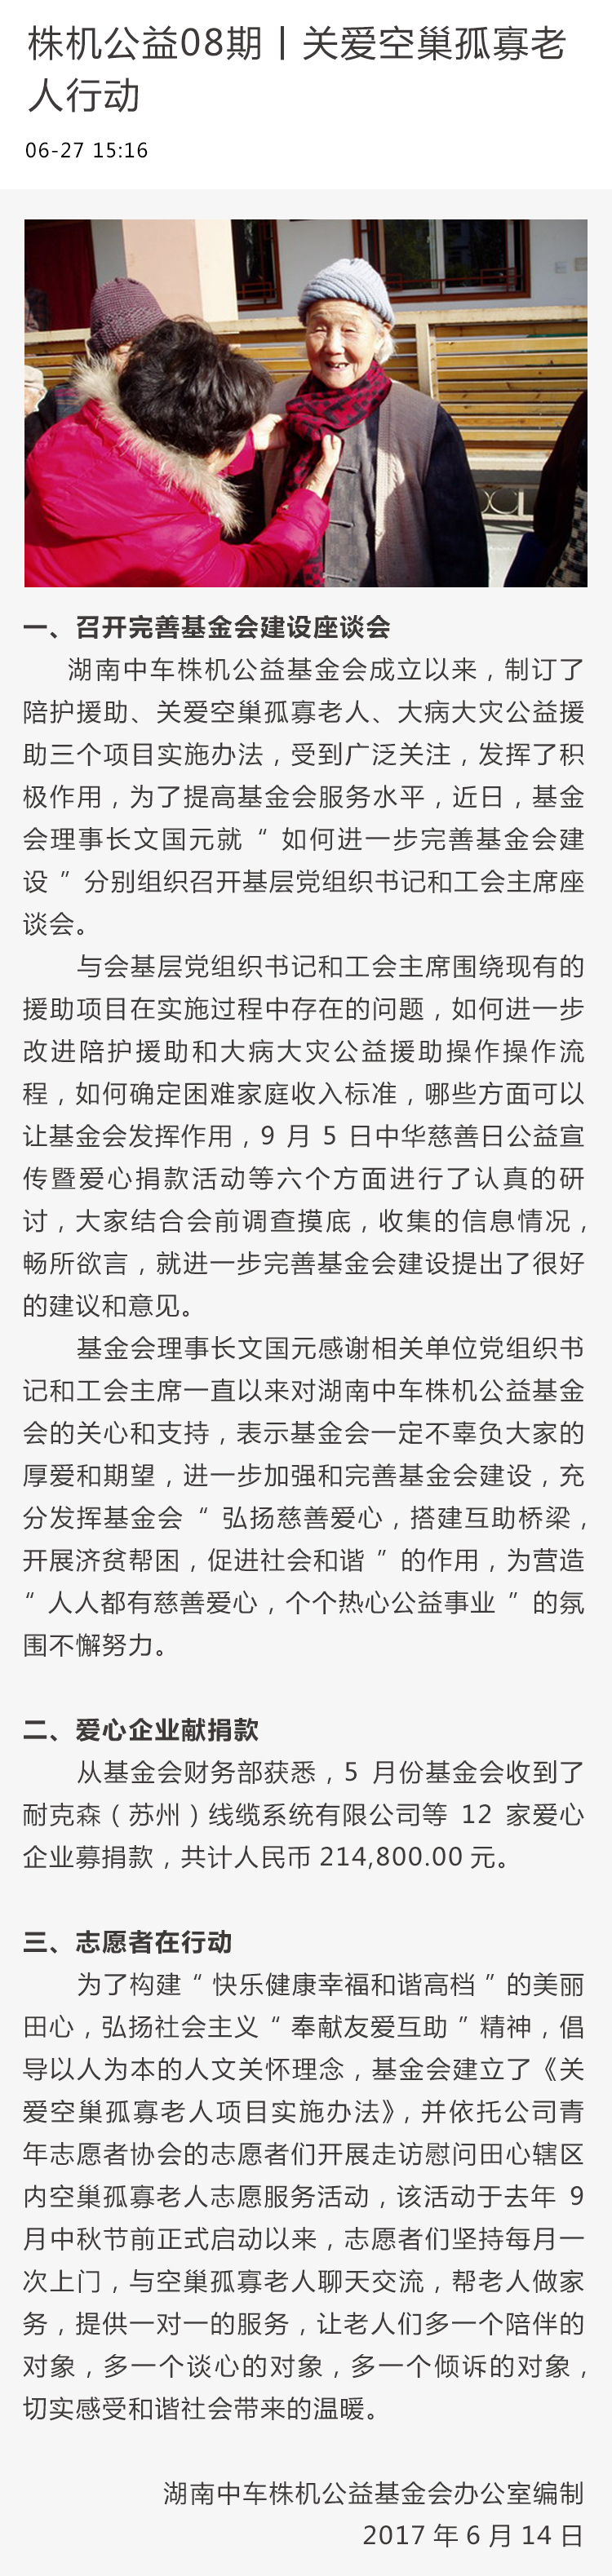 株机公益08期丨关爱空巢孤寡老
人行动
06-27 15:16
一、召开完善基金会建设座谈会
湖南中车株机公益基金会成立以来，制订了
陪护援助、关爱空巢孤寡老人、大病大灾公益援
助三个项目实施办法，受到广泛关注，发挥了积
极作用，为了提高基金会服务水平，近日，基金
会理事长文国元就“ 如何进一步完善基金会建
设 ”分别组织召开基层党组织书记和工会主席座
谈会。
与会基层党组织书记和工会主席围绕现有的
援助项目在实施过程中存在的问题，如何进一步
改进陪护援助和大病大灾公益援助操作操作流
程，如何确定困难家庭收入标准，哪些方面可以
让基金会发挥作用，9 月 5 日中华慈善日公益宣
传暨爱心捐款活动等六个方面进行了认真的研
讨，大家结合会前调查摸底，收集的信息情况，
畅所欲言，就进一步完善基金会建设提出了很好
的建议和意见。
基金会理事长文国元感谢相关单位党组织书
记和工会主席一直以来对湖南中车株机公益基金
会的关心和支持，表示基金会一定不辜负大家的
厚爱和期望，进一步加强和完善基金会建设，充
分发挥基金会“ 弘扬慈善爱心，搭建互助桥梁，
开展济贫帮困，促进社会和谐 ”的作用，为营造
“ 人人都有慈善爱心，个个热心公益事业 ”的氛
围不懈努力。
二、爱心企业献捐款
从基金会财务部获悉，5 月份基金会收到了
耐克森（苏州）线缆系统有限公司等 12 家爱心
企业募捐款，共计人民币 214,800.00 元。
三、志愿者在行动
为了构建“ 快乐健康幸福和谐高档 ”的美丽
田心，弘扬社会主义“ 奉献友爱互助 ”精神，倡
导以人为本的人文关怀理念，基金会建立了《关
爱空巢孤寡老人项目实施办法》，并依托公司青
年志愿者协会的志愿者们开展走访慰问田心辖区
内空巢孤寡老人志愿服务活动，该活动于去年 9
月中秋节前正式启动以来，志愿者们坚持每月一
次上门，与空巢孤寡老人聊天交流，帮老人做家
务，提供一对一的服务，让老人们多一个陪伴的
对象，多一个谈心的对象，多一个倾诉的对象，
切实感受和谐社会带来的温暖。
湖南中车株机公益基金会办公室编制
2017 年 6 月 14 日